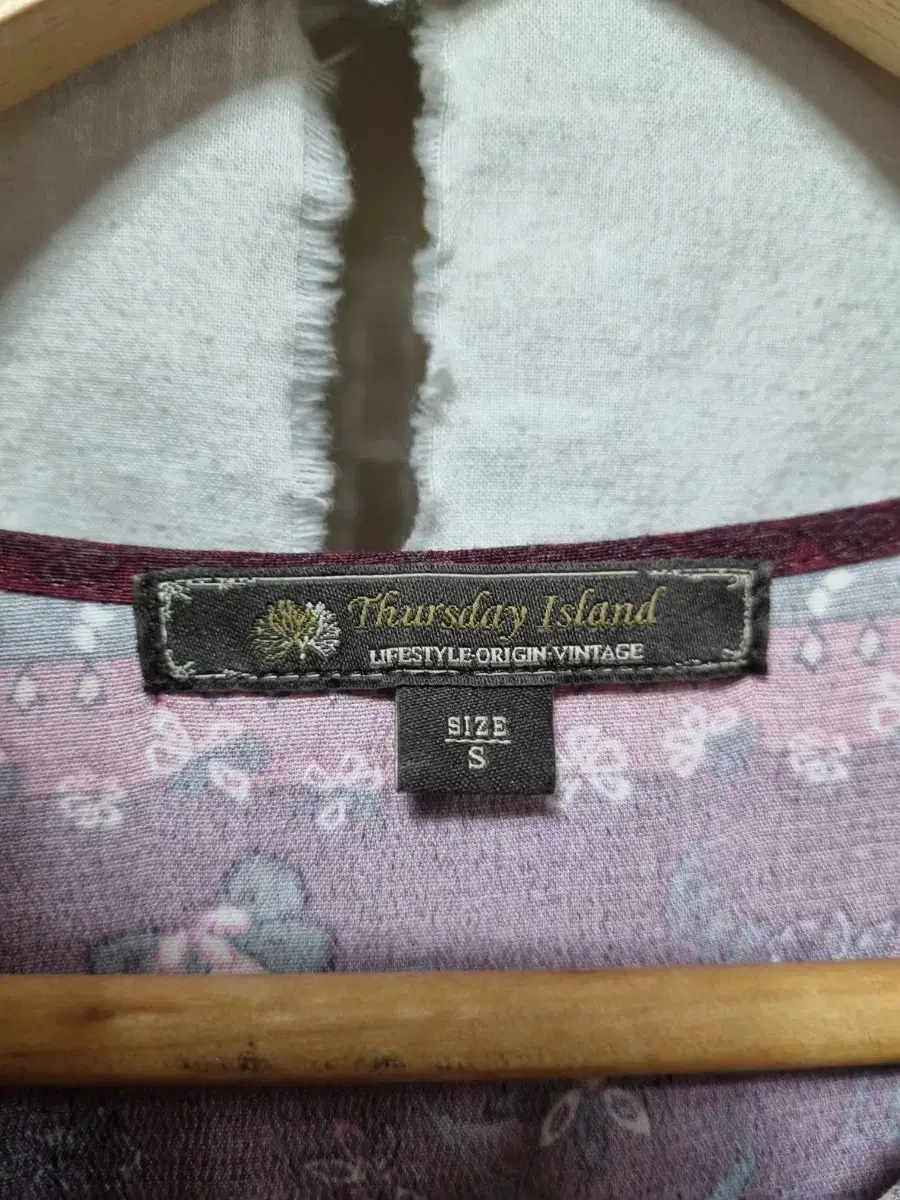 Thursday Island
LIFESTYLE·ORIGIN·VINTAGE
SIZE
S